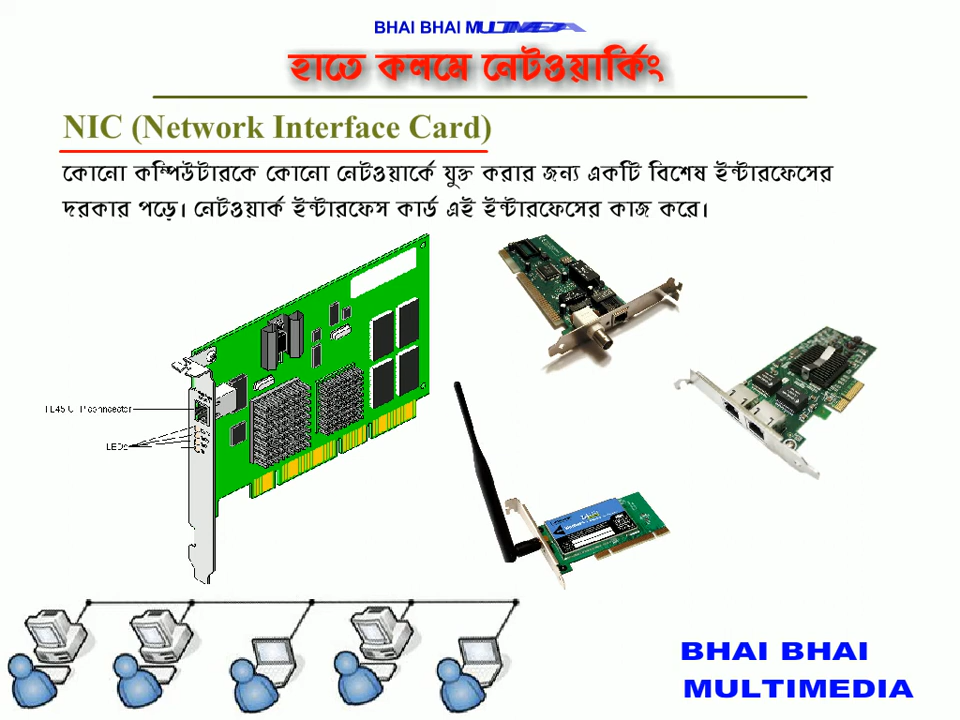 BHAI BHAI MULTIMEDIA
হাতে কলমে নেটওয়ার্কিং
NIC (Network Interface Card)
কোনো কম্পিউটারকে কোনো নেটওয়ার্কে যুক্ত করার জন্য একটি বিশেষ ইন্টারফেসের
দরকার পড়ে। নেটওয়ার্ক ইন্টারফেস কার্ড এই ইন্টারফেসের কাজ করে।
connector
LEDs
BHAI BHAI
MULTIMEDIA